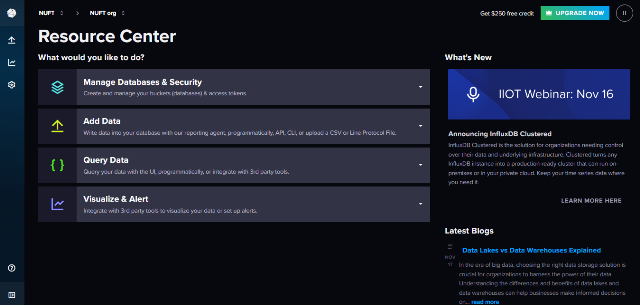 NUFT
NUFT org
Get $250 free credit
UPGRADE NOW
Resource Center
What would you like to do?
Manage Databases & Security
Create and manage your buckets (databases) & access tokens.
Add Data
Write data into your database with our reporting agent, programmatically, API, CLI, or upload a CSV or Line Protocol File.
Query Data
Query your data with the UI, programmatically, or integrate with 3rd party tools.
Visualize & Alert
Integrate with 3rd party tools to visualize your data or set up alerts.
What's New
IIOT Webinar: Nov 16
Announcing InfluxDB Clustered
InfluxDB Clustered is the solution for organizations needing control
over their data and underlying infrastructure. Clustered turns any
InfluxDB instance into a production-ready cluster that can run on-
premises or in your private cloud. Keep your time series data where
you need it.
LEARN MORE HERE
Latest Blogs
NOV
Data Lakes vs Data Warehouses Explained
In the era of big data, choosing the right data storage solution is
crucial for organizations to harness the power of their data.
Understanding the differences and benefits of data lakes and
data warehouses can help businesses make informed decisions
on... read more